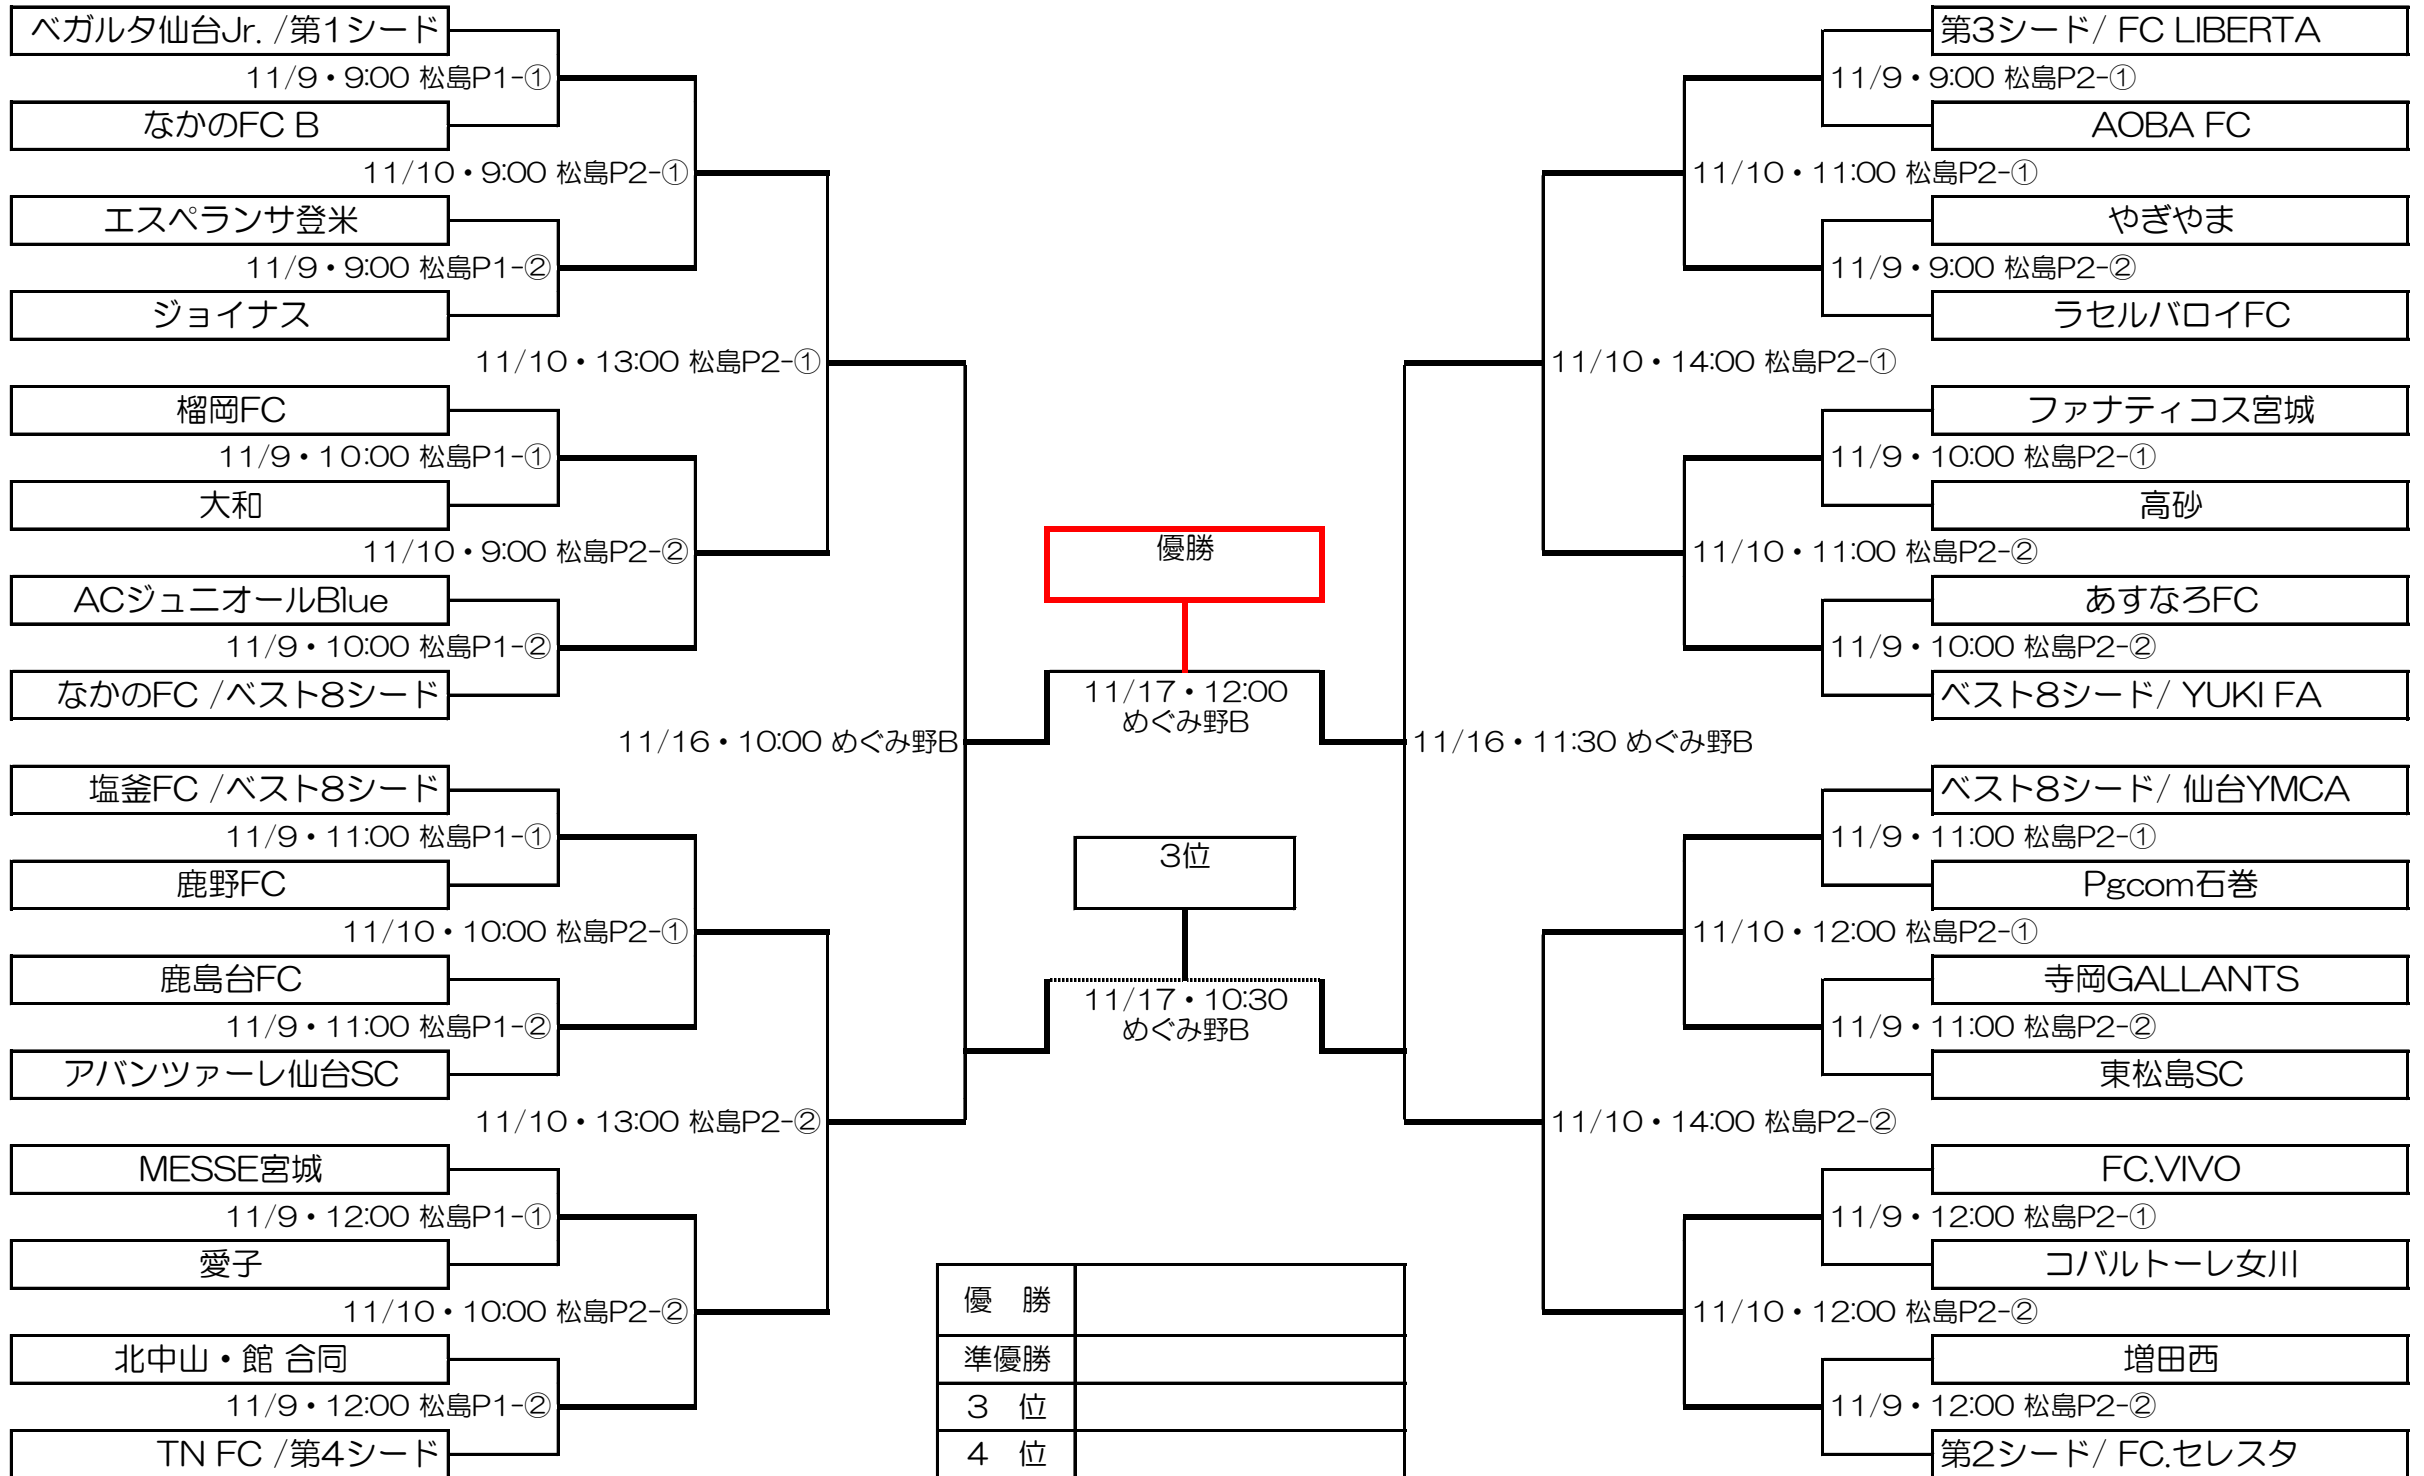 ベガルタ仙台Jr. /第1シード
11/9・9:00 松島P1-①
なかのFC B
11/10・9:00 松島P2-①
エスペランサ登米
11/9・9:00 松島P1-②
ジョイナス
11/10・13:00 松島P2-①
榴岡FC
11/9・10:00 松島P1-①
大和
11/10・9:00 松島P2-②
ACジュニオールBlue
11/9・10:00 松島P1-②
なかのFC /ベスト8シード
11/16・10:00 めぐみ野B
塩釜FC /ベスト8シード
11/9・11:00 松島P1-①
鹿野FC
11/10・10:00 松島P2-①
鹿島台FC
11/9・11:00 松島P1-②
アバンツァーレ仙台SC
11/10・13:00 松島P2-②
MESSE宮城
11/9・12:00 松島P1-①
愛子
11/10・10:00 松島P2-②
北中山・館 合同
11/9・12:00 松島P1-②
TN FC /第4シード
優勝
11/17・12:00
めぐみ野B
3位
11/17・10:30
めぐみ野B
優　勝
準優勝
3　位
4　位
第3シード/ FC LIBERTA
11/9・9:00 松島P2-①
AOBA FC
11/10・11:00 松島P2-①
やぎやま
11/9・9:00 松島P2-②
ラセルバロイFC
11/10・14:00 松島P2-①
ファナティコス宮城
11/9・10:00 松島P2-①
高砂
11/10・11:00 松島P2-②
あすなろFC
11/9・10:00 松島P2-②
ベスト8シード/ YUKI FA
11/16・11:30 めぐみ野B
ベスト8シード/ 仙台YMCA
11/9・11:00 松島P2-①
Pgcom石巻
11/10・12:00 松島P2-①
寺岡GALLANTS
11/9・11:00 松島P2-②
東松島SC
11/10・14:00 松島P2-②
FC.VIVO
11/9・12:00 松島P2-①
コバルトーレ女川
11/10・12:00 松島P2-②
増田西
11/9・12:00 松島P2-②
第2シード/ FC.セレスタ